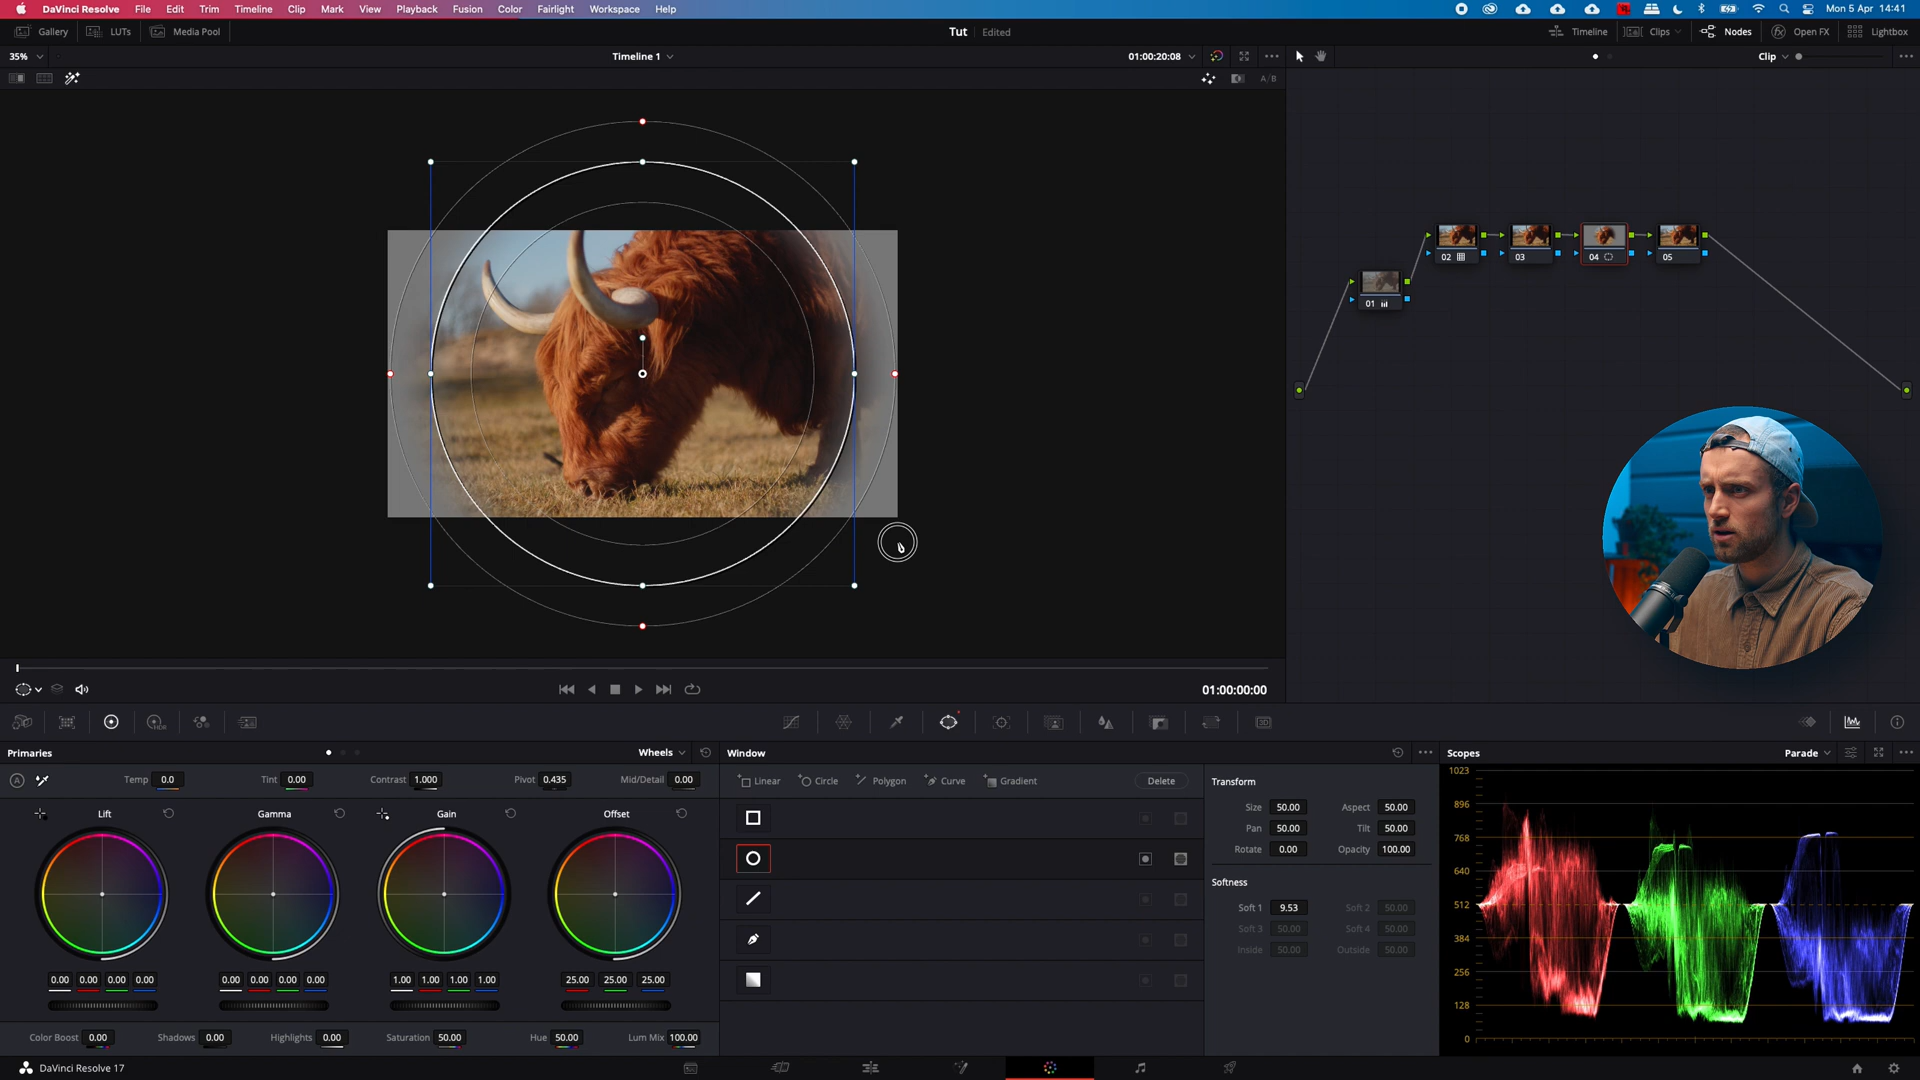 DaVinci Resolve File Edit Trim Timeline Clip Mark View Playback Fusion Color Fairlight Workspace Help Mon 5 Apr 14:41
Gallery LUTs Media Pool Tut Edited Timeline Clips Nodes Open FX Lightbox
35% Timeline 1 01:00:20:08 Clip
A/B
02 03 04 05
01
01:00:00:00
Primaries Wheels Window Scopes Parade
A Temp 0.0 Tint 0.00 Contrast 1.000 Pivot 0.435 Mid/Detail 0.00
Linear Circle Polygon Curve Gradient Delete
Transform
Size 50.00 Aspect 50.00
Pan 50.00 Tilt 50.00
Rotate 0.00 Opacity 100.00
Softness
Soft 1 9.53 Soft 2 50.00
Soft 3 50.00 Soft 4 50.00
Inside 50.00 Outside 50.00
1023
896
768
640
512
384
256
128
0
Lift Gamma Gain Offset
0.00 0.00 0.00 0.00 0.00 0.00 0.00 0.00 1.00 1.00 1.00 1.00 25.00 25.00 25.00
Color Boost 0.00 Shadows 0.00 Highlights 0.00 Saturation 50.00 Hue 50.00 Lum Mix 100.00
DaVinci Resolve 17